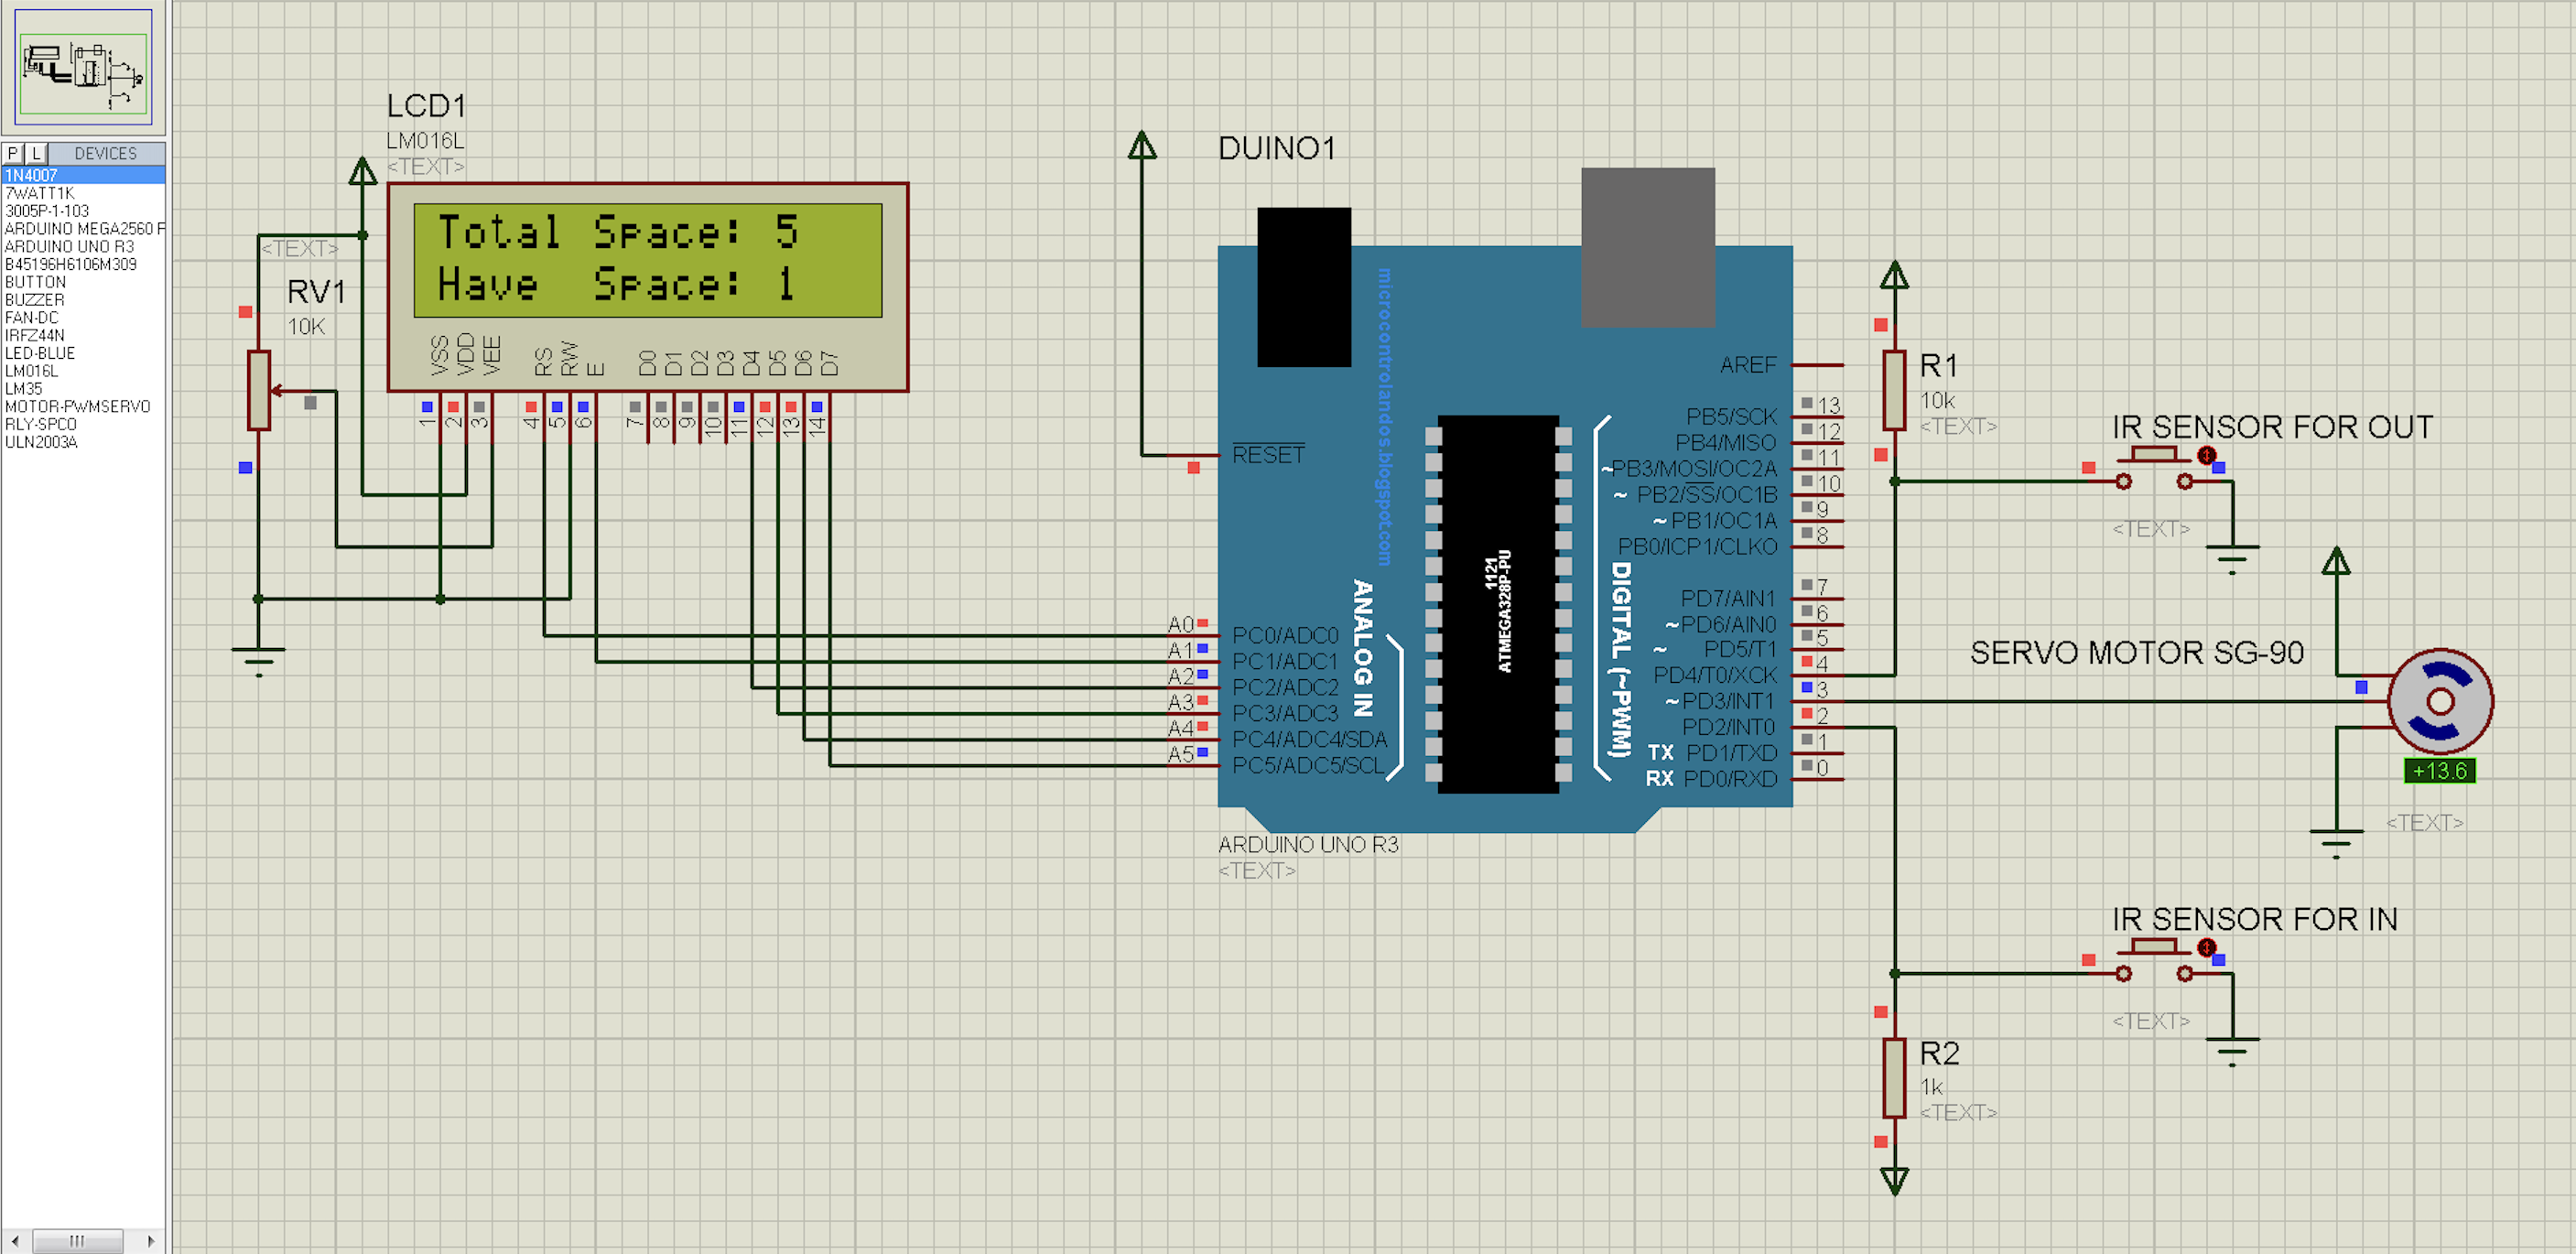 P L DEVICES
1N4007
7WATT1K
3005P-1-103
ARDUINO MEGA2560 F
ARDUINO UNO R3
B45196H6106M309
BUTTON
BUZZER
FAN-DC
IRFZ44N
LED-BLUE
LM016L
LM35
MOTOR-PWMSERVO
RLY-SPCO
ULN2003A
LCD1
LM016L
<TEXT>
Total Space: 5
Have Space: 1
VSS VDD VEE RS RW E D0 D1 D2 D3 D4 D5 D6 D7
1 2 3 4 5 6 7 8 9 10 11 12 13 14
<TEXT>
RV1
10K
DUINO1
microcontrolandos.blogspot.com
RESET
1121
ATMEGA328P-PU
ANALOG IN
A0 PC0/ADC0
A1 PC1/ADC1
A2 PC2/ADC2
A3 PC3/ADC3
A4 PC4/ADC4/SDA
A5 PC5/ADC5/SCL
DIGITAL (~PWM)
AREF
PB5/SCK 13
PB4/MISO 12
~PB3/MOSI/OC2A 11
~ PB2/SS/OC1B 10
~PB1/OC1A 9
PB0/ICP1/CLKO 8
PD7/AIN1 7
~PD6/AIN0 6
~ PD5/T1 5
PD4/T0/XCK 4
~PD3/INT1 3
PD2/INT0 2
TX PD1/TXD 1
RX PD0/RXD 0
ARDUINO UNO R3
<TEXT>
R1
10k
<TEXT>
IR SENSOR FOR OUT
<TEXT>
SERVO MOTOR SG-90
+13.6
<TEXT>
IR SENSOR FOR IN
<TEXT>
R2
1k
<TEXT>